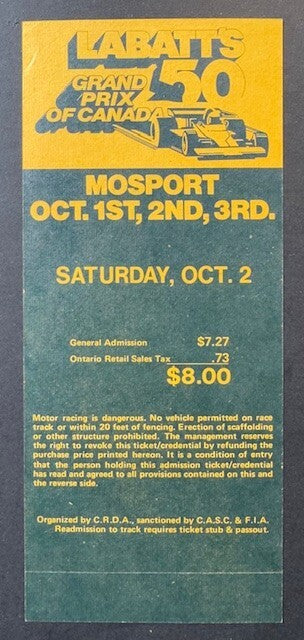 LABATT'S
GRAND 50
PRIX
OF CANADA
MOSPORT
OCT. 1ST, 2ND, 3RD.
SATURDAY, OCT. 2
General Admission $7.27
Ontario Retail Sales Tax .73
$8.00
Motor racing is dangerous. No vehicle permitted on race
track or within 20 feet of fencing. Erection of scaffolding
or other structure prohibited. The management reserves
the right to revoke this ticket/credential by refunding the
purchase price printed hereon. It is a condition of entry
that the person holding this admission ticket/credential
has read and agreed to all provisions contained on this and
the reverse side.
Organized by C.R.D.A., sanctioned by C.A.S.C. & F.I.A.
Readmission to track requires ticket stub & passout.